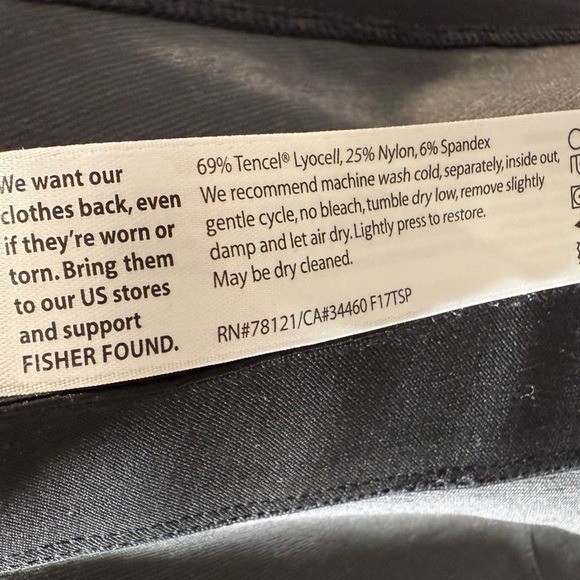 We want our
clothes back, even
if they're worn or
torn. Bring them
to our US stores
and support
FISHER FOUND.
69% Tencel® Lyocell, 25% Nylon, 6% Spandex
We recommend machine wash cold, separately, inside out,
gentle cycle, no bleach, tumble dry low, remove slightly
damp and let air dry. Lightly press to restore.
May be dry cleaned.
RN#78121/CA#34460 F17TSP